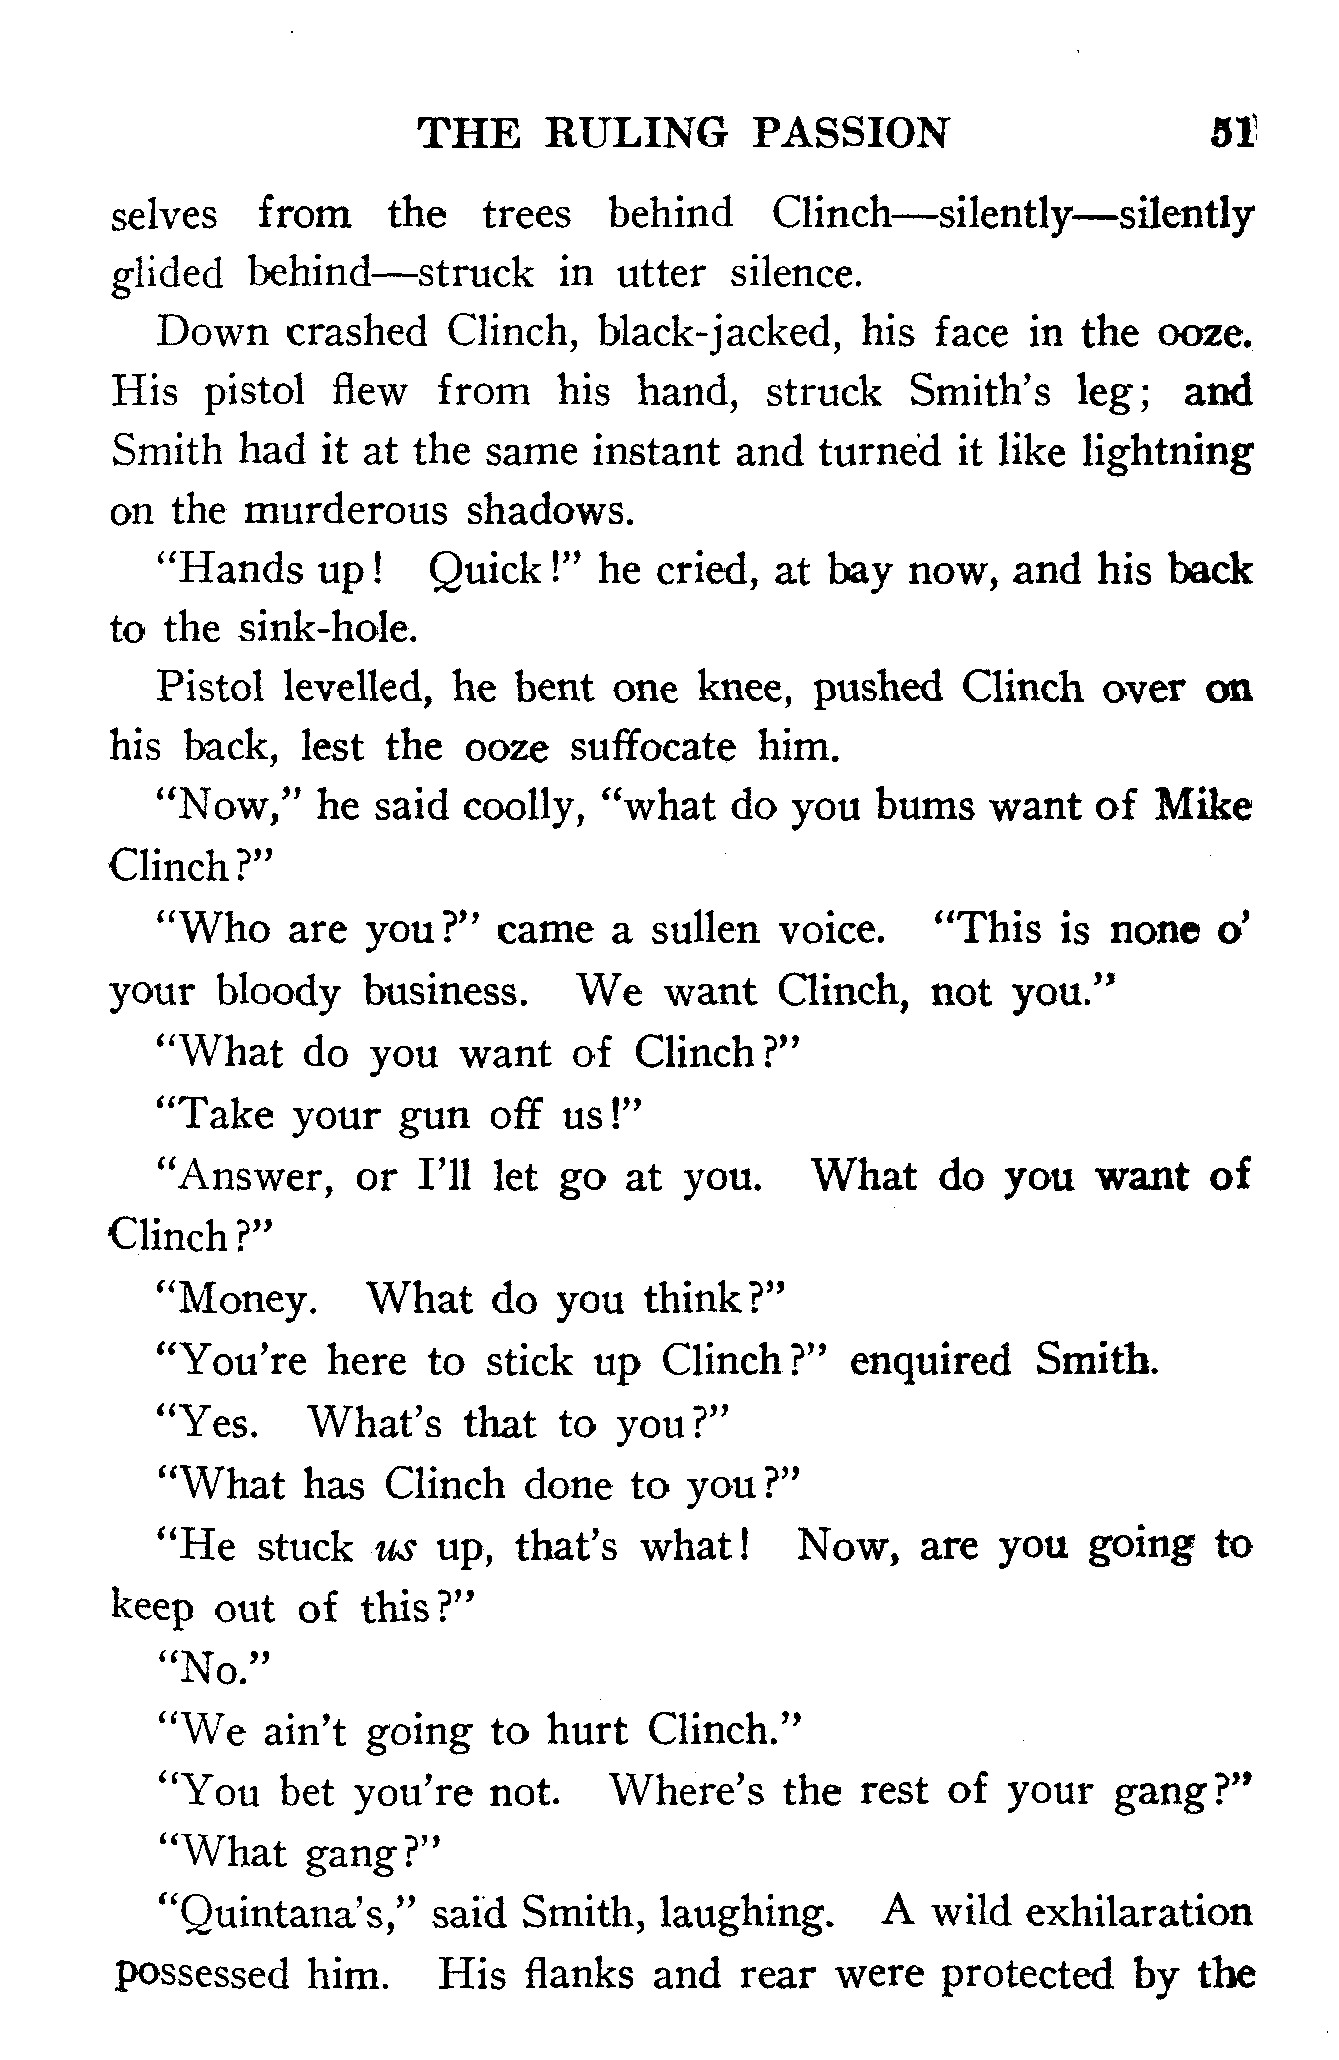 THE RULING PASSION 51
selves from the trees behind Clinch—silently—silently
glided behind—struck in utter silence.
Down crashed Clinch, black-jacked, his face in the ooze.
His pistol flew from his hand, struck Smith's leg; and
Smith had it at the same instant and turned it like lightning
on the murderous shadows.
"Hands up! Quick!" he cried, at bay now, and his back
to the sink-hole.
Pistol levelled, he bent one knee, pushed Clinch over on
his back, lest the ooze suffocate him.
"Now," he said coolly, "what do you bums want of Mike
Clinch?"
"Who are you?" came a sullen voice. "This is none o'
your bloody business. We want Clinch, not you."
"What do you want of Clinch?"
"Take your gun off us!"
"Answer, or I'll let go at you. What do you want of
Clinch?"
"Money. What do you think?"
"You're here to stick up Clinch?" enquired Smith.
"Yes. What's that to you?"
"What has Clinch done to you?"
"He stuck us up, that's what! Now, are you going to
keep out of this?"
"No."
"We ain't going to hurt Clinch."
"You bet you're not. Where's the rest of your gang?"
"What gang?"
"Quintana's," said Smith, laughing. A wild exhilaration
possessed him. His flanks and rear were protected by the